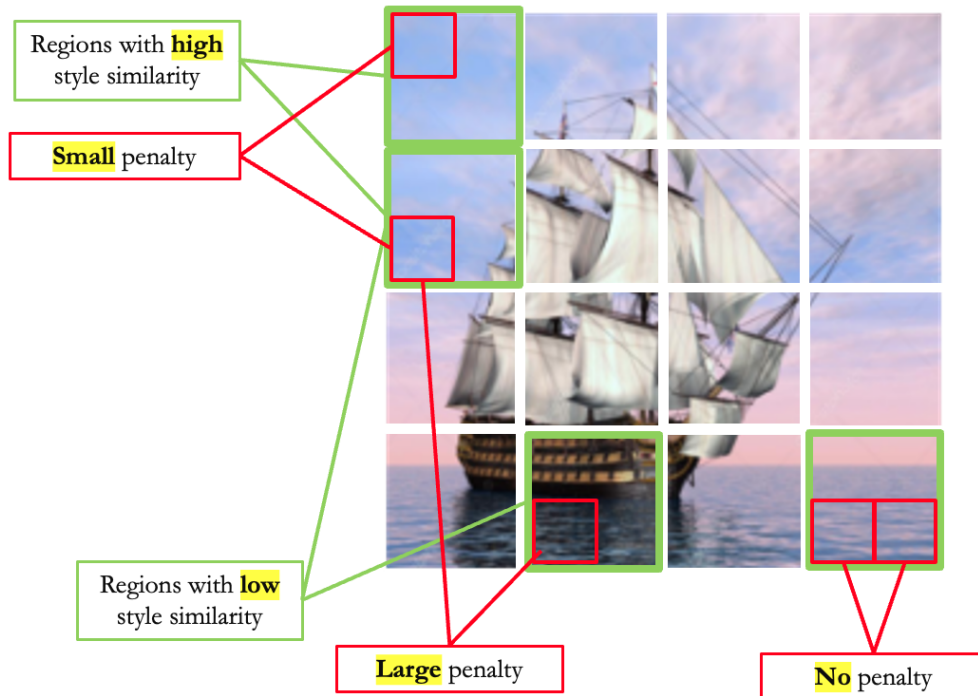 Regions with high
style similarity
Small penalty
Regions with low
style similarity
Large penalty
No penalty